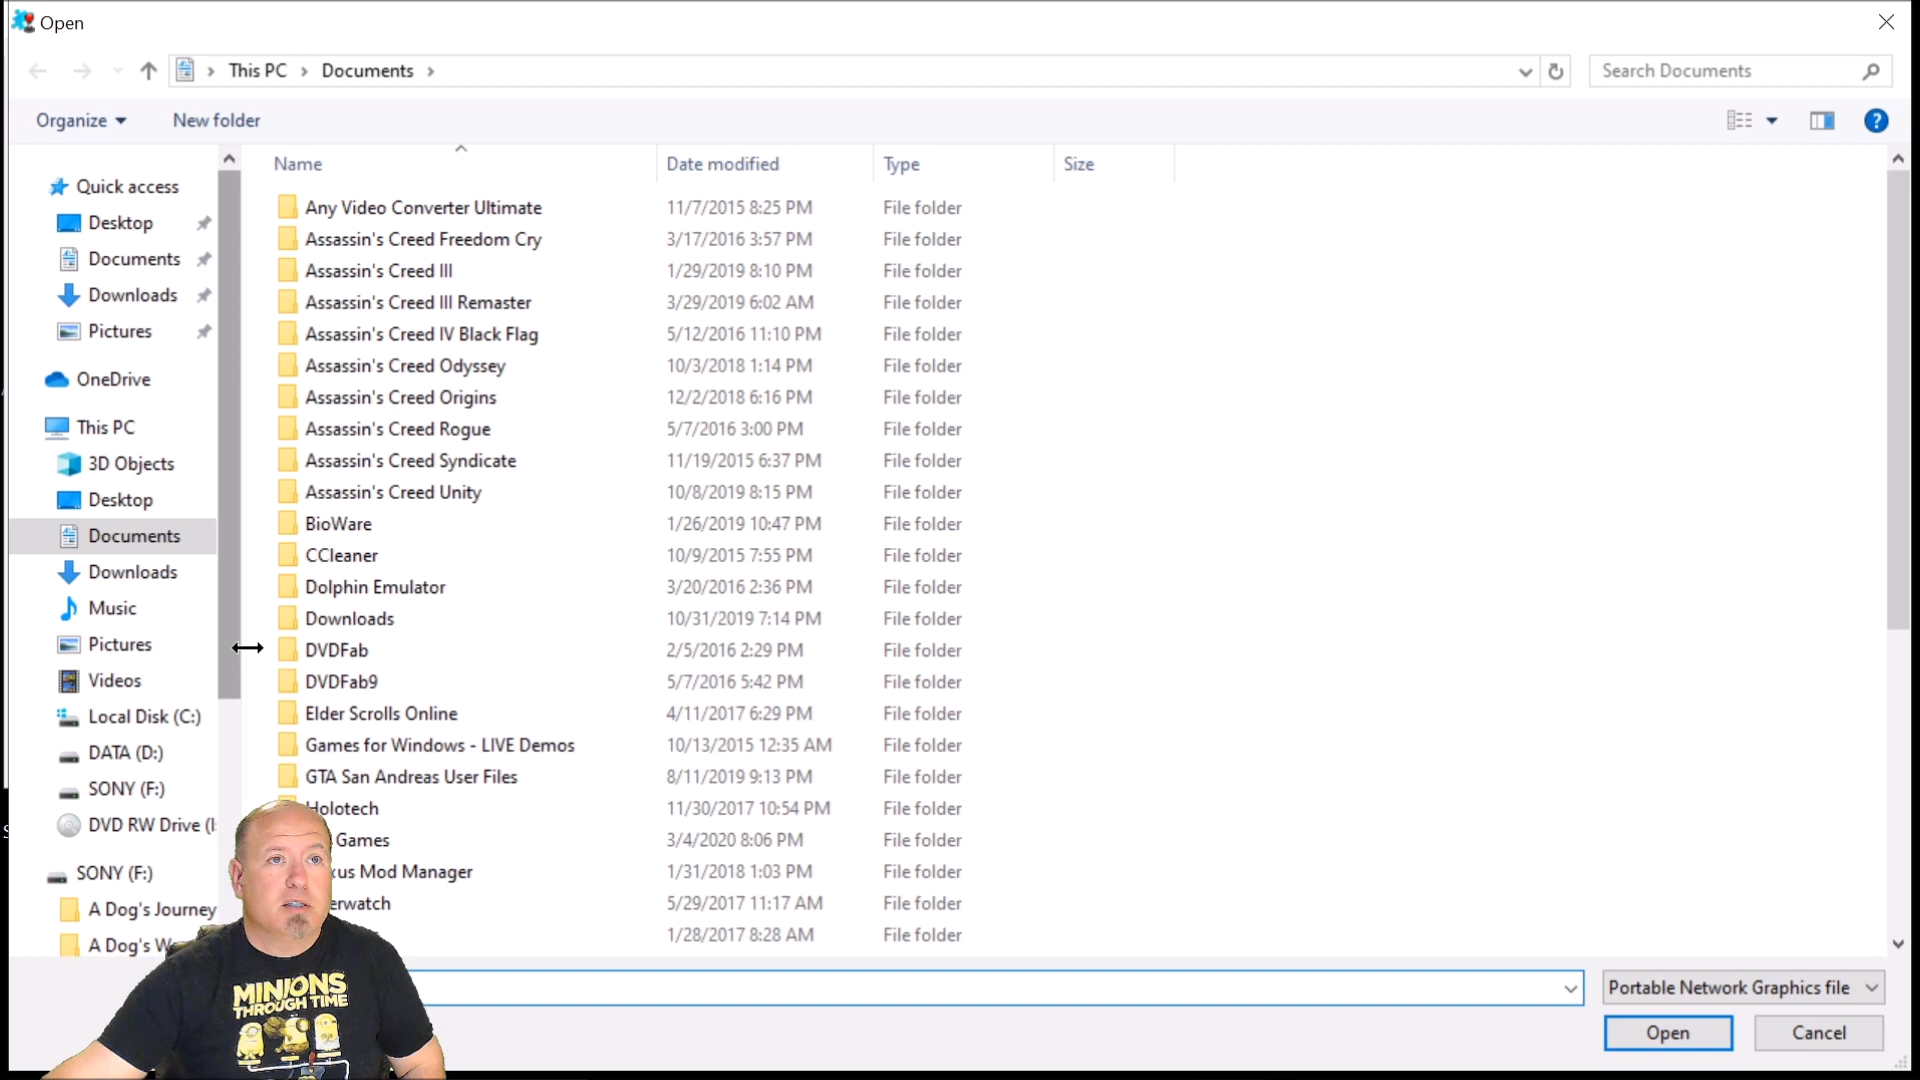 Open
This PC > Documents >
Search Documents
Organize
New folder
?
Name
Date modified
Type
Size
Quick access
Desktop
Documents
Downloads
Pictures
OneDrive
This PC
3D Objects
Desktop
Documents
Downloads
Music
Pictures
Videos
Local Disk (C:)
DATA (D:)
SONY (F:)
DVD RW Drive (
SONY (F:)
A Dog's Journey
A Dog's
Any Video Converter Ultimate 11/7/2015 8:25 PM File folder
Assassin's Creed Freedom Cry 3/17/2016 3:57 PM File folder
Assassin's Creed III 1/29/2019 8:10 PM File folder
Assassin's Creed III Remaster 3/29/2019 6:02 AM File folder
Assassin's Creed IV Black Flag 5/12/2016 11:10 PM File folder
Assassin's Creed Odyssey 10/3/2018 1:14 PM File folder
Assassin's Creed Origins 12/2/2018 6:16 PM File folder
Assassin's Creed Rogue 5/7/2016 3:00 PM File folder
Assassin's Creed Syndicate 11/19/2015 6:37 PM File folder
Assassin's Creed Unity 10/8/2019 8:15 PM File folder
BioWare 1/26/2019 10:47 PM File folder
CCleaner 10/9/2015 7:55 PM File folder
Dolphin Emulator 3/20/2016 2:36 PM File folder
Downloads 10/31/2019 7:14 PM File folder
DVDFab 2/5/2016 2:29 PM File folder
DVDFab9 5/7/2016 5:42 PM File folder
Elder Scrolls Online 4/11/2017 6:29 PM File folder
Games for Windows - LIVE Demos 10/13/2015 12:35 AM File folder
GTA San Andreas User Files 8/11/2019 9:13 PM File folder
Holotech 11/30/2017 10:54 PM File folder
Games 3/4/2020 8:06 PM File folder
xus Mod Manager 1/31/2018 1:03 PM File folder
erwatch 5/29/2017 11:17 AM File folder
1/28/2017 8:28 AM File folder
Portable Network Graphics file
Open
Cancel
MINIONS
THROUGH TIME